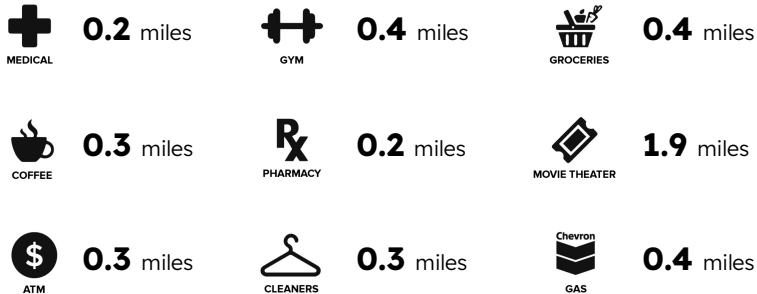 0.2 miles
MEDICAL
0.4 miles
GYM
0.4 miles
GROCERIES
0.3 miles
COFFEE
Rx
0.2 miles
PHARMACY
1.9 miles
MOVIE THEATER
$
0.3 miles
ATM
0.3 miles
CLEANERS
Chevron
0.4 miles
GAS